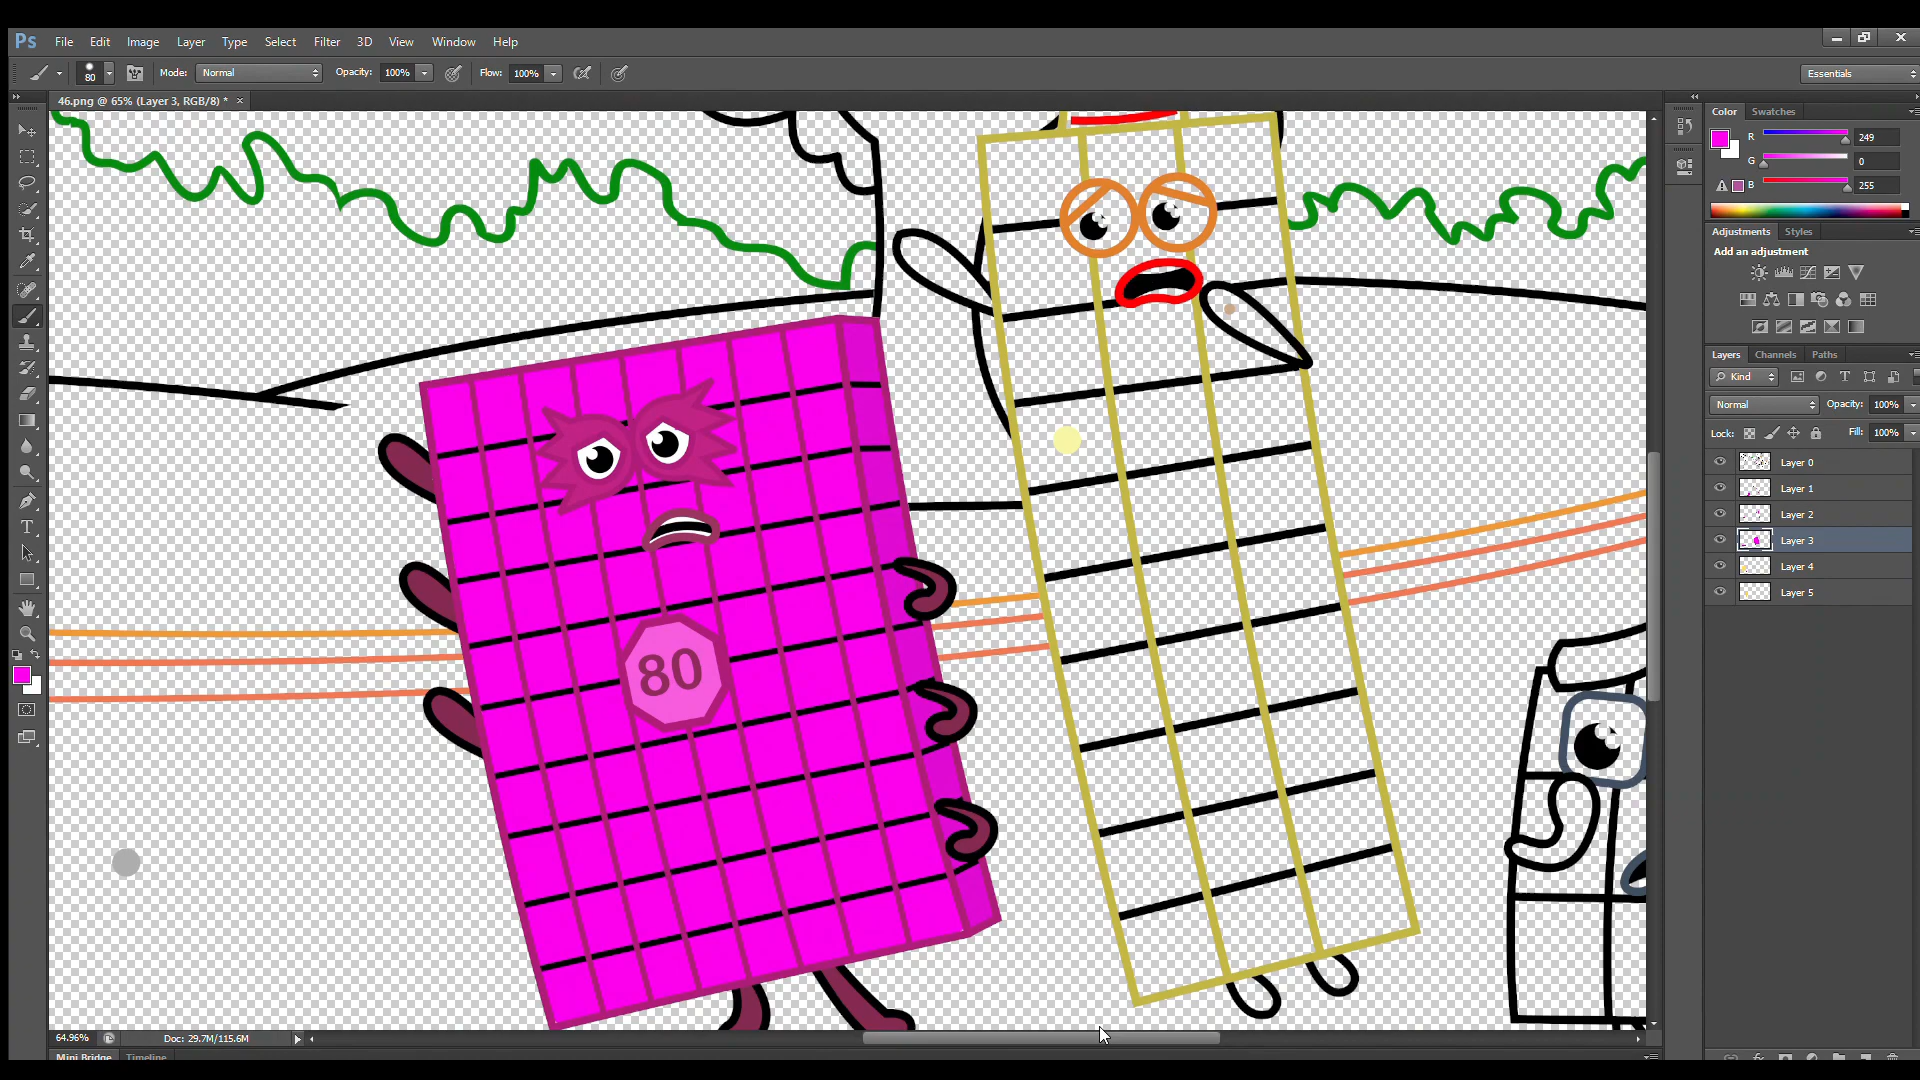 Ps File Edit Image Layer Type Select Filter 3D View Window Help
80 Mode: Normal Opacity: 100% Flow: 100% Essentials
46.png @ 65% (Layer 3, RGB/8) * ×
Color Swatches
R 249
G 0
B 255
Adjustments Styles
Add an adjustment
Layers Channels Paths
Kind
Normal Opacity: 100%
Lock: Fill: 100%
Layer 0
Layer 1
Layer 2
Layer 3
Layer 4
Layer 5
80
64.96% Doc: 29.7M/115.6M
Mini Bridge Timeline